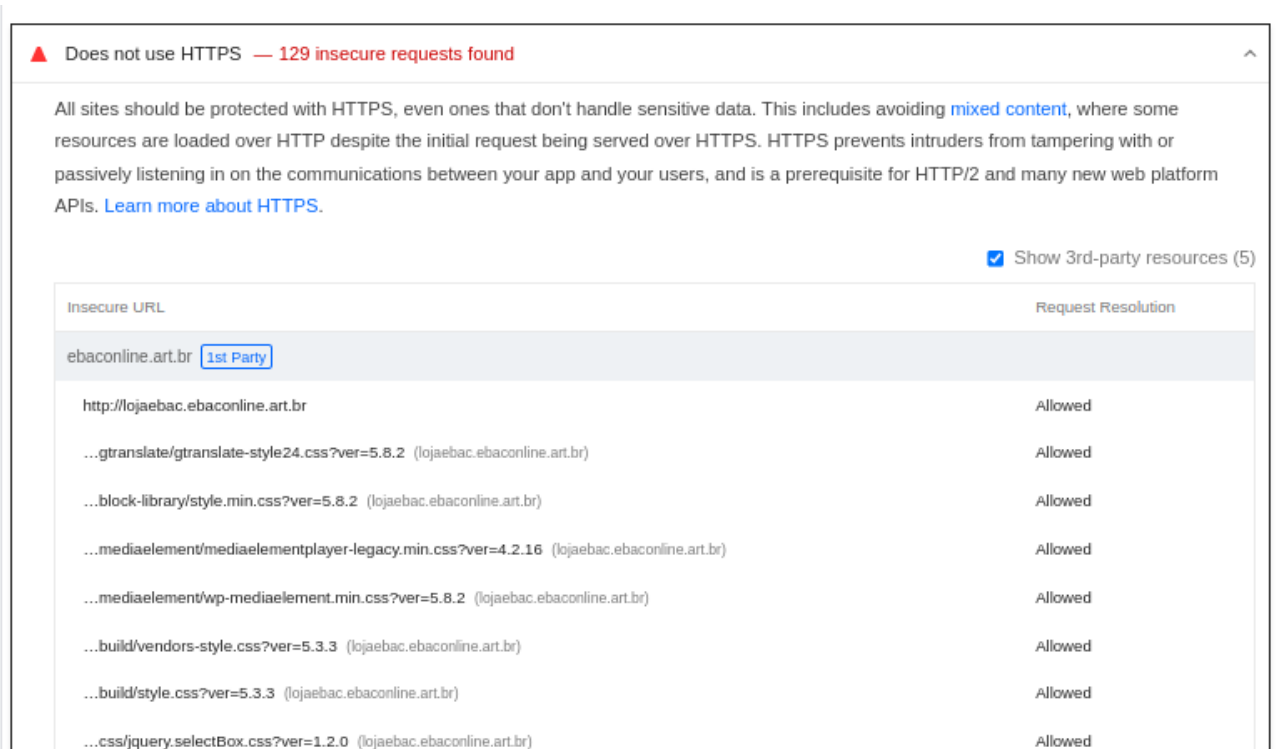 Does not use HTTPS — 129 insecure requests found
All sites should be protected with HTTPS, even ones that don't handle sensitive data. This includes avoiding mixed content, where some
resources are loaded over HTTP despite the initial request being served over HTTPS. HTTPS prevents intruders from tampering with or
passively listening in on the communications between your app and your users, and is a prerequisite for HTTP/2 and many new web platform
APIs. Learn more about HTTPS.
Show 3rd-party resources (5)
Insecure URL Request Resolution
ebaconline.art.br 1st Party
http://lojaebac.ebaconline.art.br Allowed
…gtranslate/gtranslate-style24.css?ver=5.8.2 (lojaebac.ebaconline.art.br) Allowed
…block-library/style.min.css?ver=5.8.2 (lojaebac.ebaconline.art.br) Allowed
…mediaelement/mediaelementplayer-legacy.min.css?ver=4.2.16 (lojaebac.ebaconline.art.br) Allowed
…mediaelement/wp-mediaelement.min.css?ver=5.8.2 (lojaebac.ebaconline.art.br) Allowed
…build/vendors-style.css?ver=5.3.3 (lojaebac.ebaconline.art.br) Allowed
…build/style.css?ver=5.3.3 (lojaebac.ebaconline.art.br) Allowed
…css/jquery.selectBox.css?ver=1.2.0 (lojaebac.ebaconline.art.br) Allowed